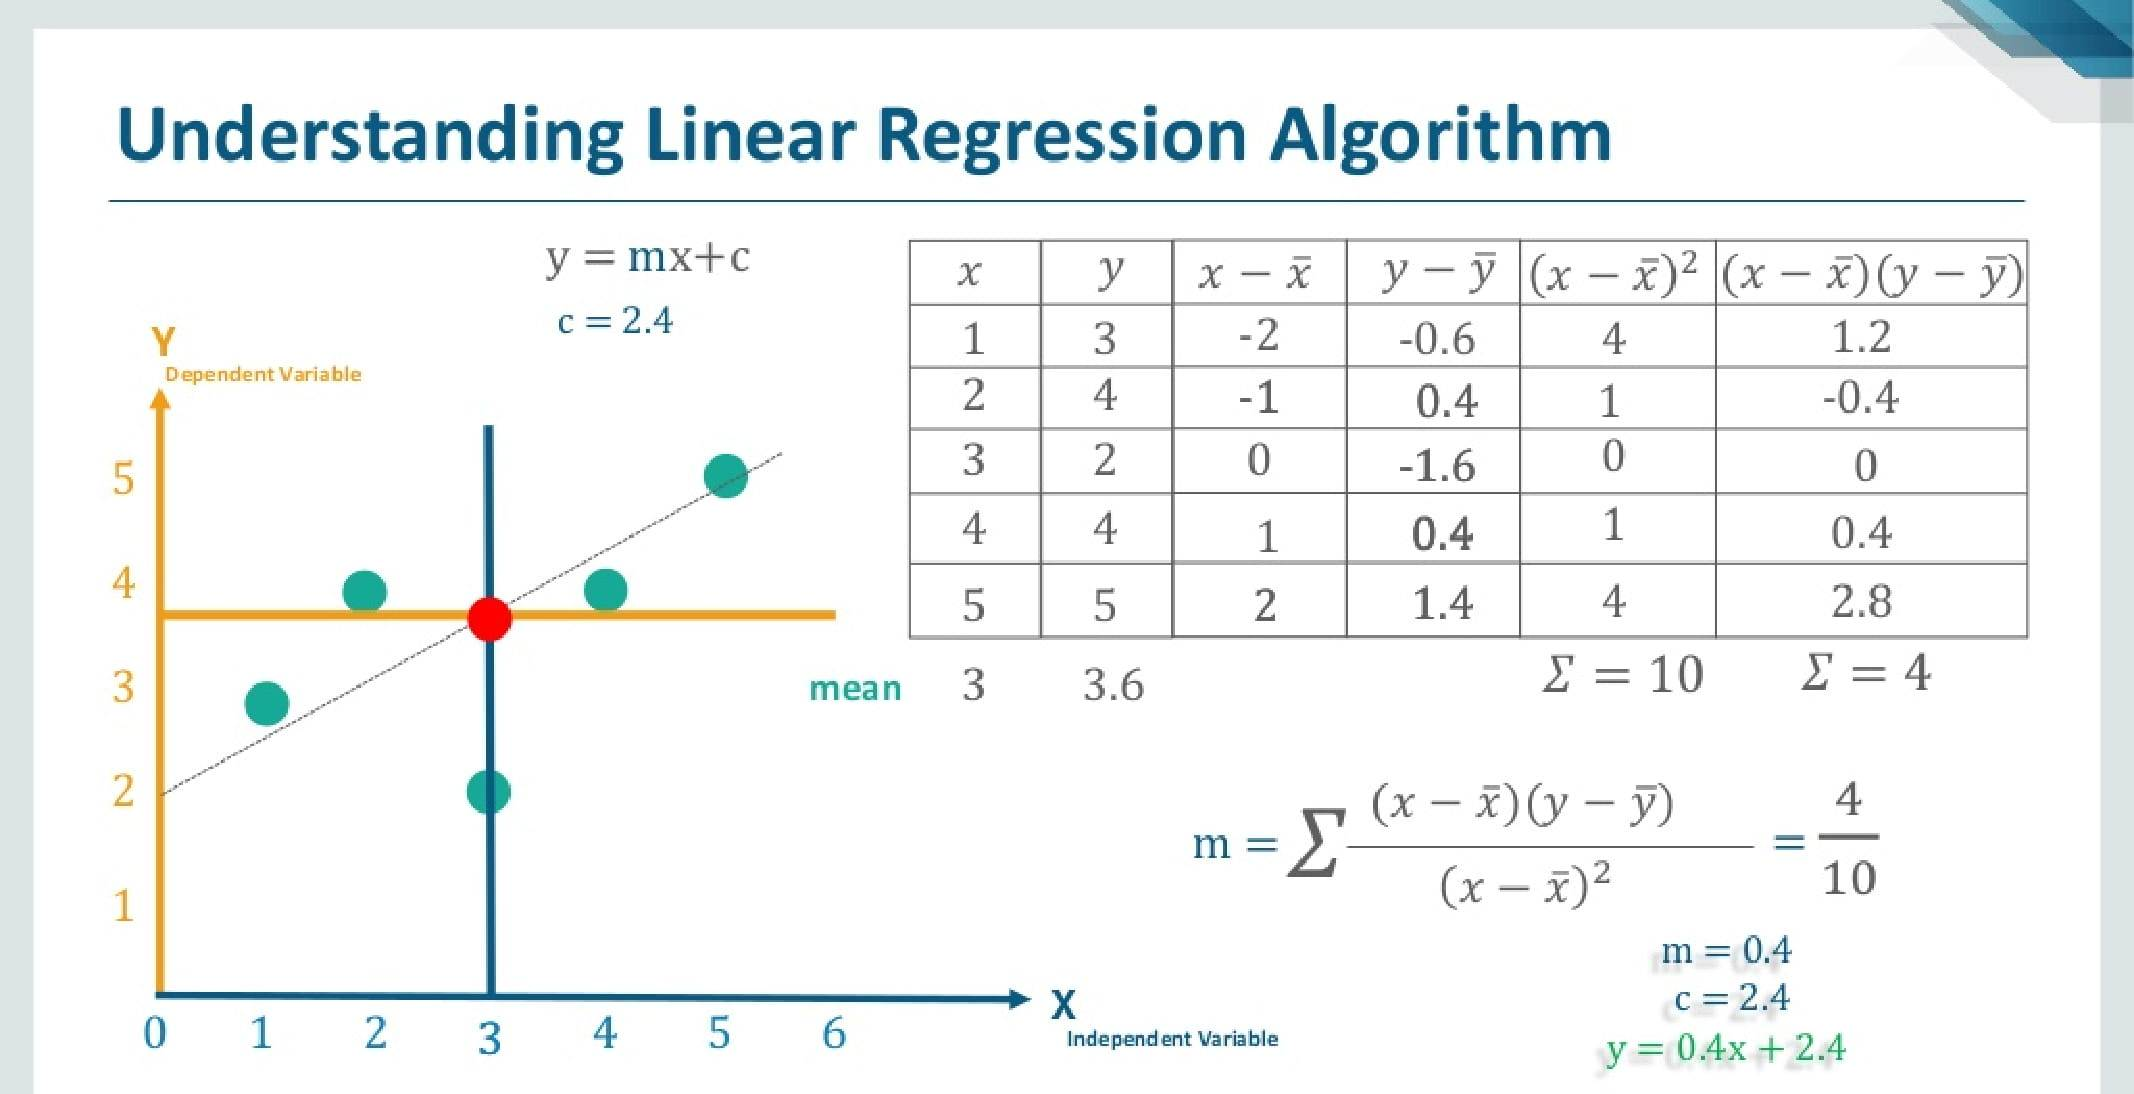 Understanding Linear Regression Algorithm
y = mx+c
c = 2.4
Y
Dependent Variable
5
4
3
2
1
0 1 2 3 4 5 6
X
Independent Variable
x y x − x̄ y − ȳ (x − x̄)² (x − x̄)(y − ȳ)
1 3 -2 -0.6 4 1.2
2 4 -1 0.4 1 -0.4
3 2 0 -1.6 0 0
4 4 1 0.4 1 0.4
5 5 2 1.4 4 2.8
mean 3 3.6 Σ = 10 Σ = 4
m = Σ (x − x̄)(y − ȳ) / (x − x̄)² = 4 / 10
m = 0.4
c = 2.4
y = 0.4x + 2.4